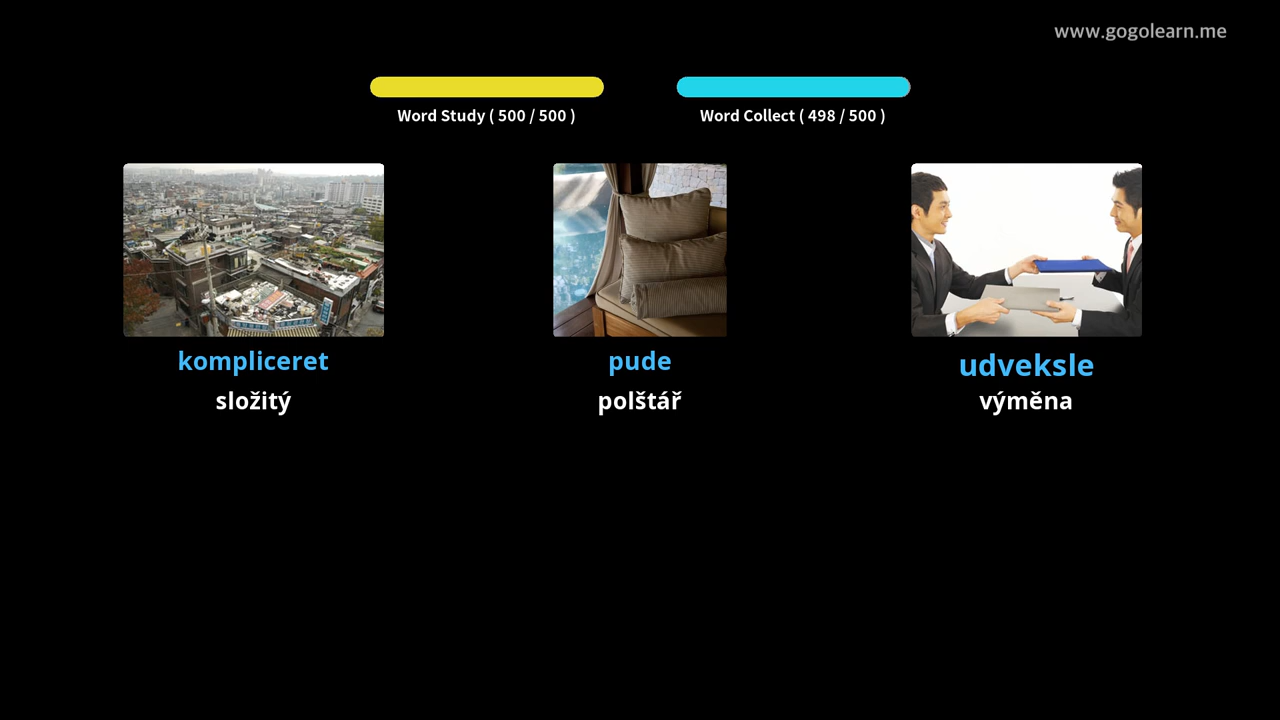 www.gogolearn.me
Word Study ( 500 / 500 )
Word Collect ( 498 / 500 )
kompliceret
pude
udveksle
složitý
polštář
výměna